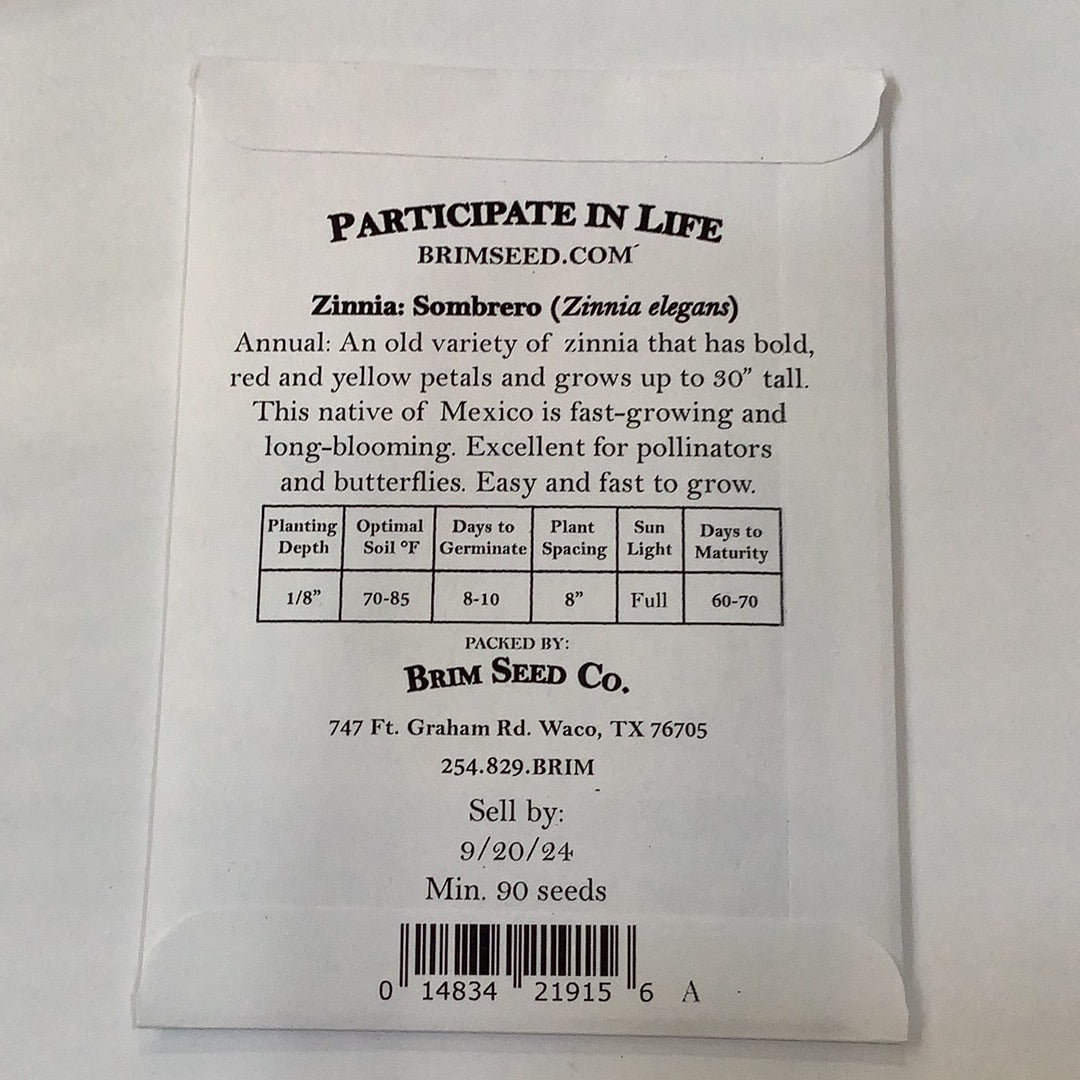 PARTICIPATE IN LIFE
BRIMSEED.COM
Zinnia: Sombrero (Zinnia elegans)
Annual: An old variety of zinnia that has bold,
red and yellow petals and grows up to 30” tall.
This native of Mexico is fast-growing and
long-blooming. Excellent for pollinators
and butterflies. Easy and fast to grow.
Planting Depth Optimal Soil °F Days to Germinate Plant Spacing Sun Light Days to Maturity
1/8” 70-85 8-10 8” Full 60-70
PACKED BY:
BRIM SEED CO.
747 Ft. Graham Rd. Waco, TX 76705
254.829.BRIM
Sell by:
9/20/24
Min. 90 seeds
0 14834 21915 6 A